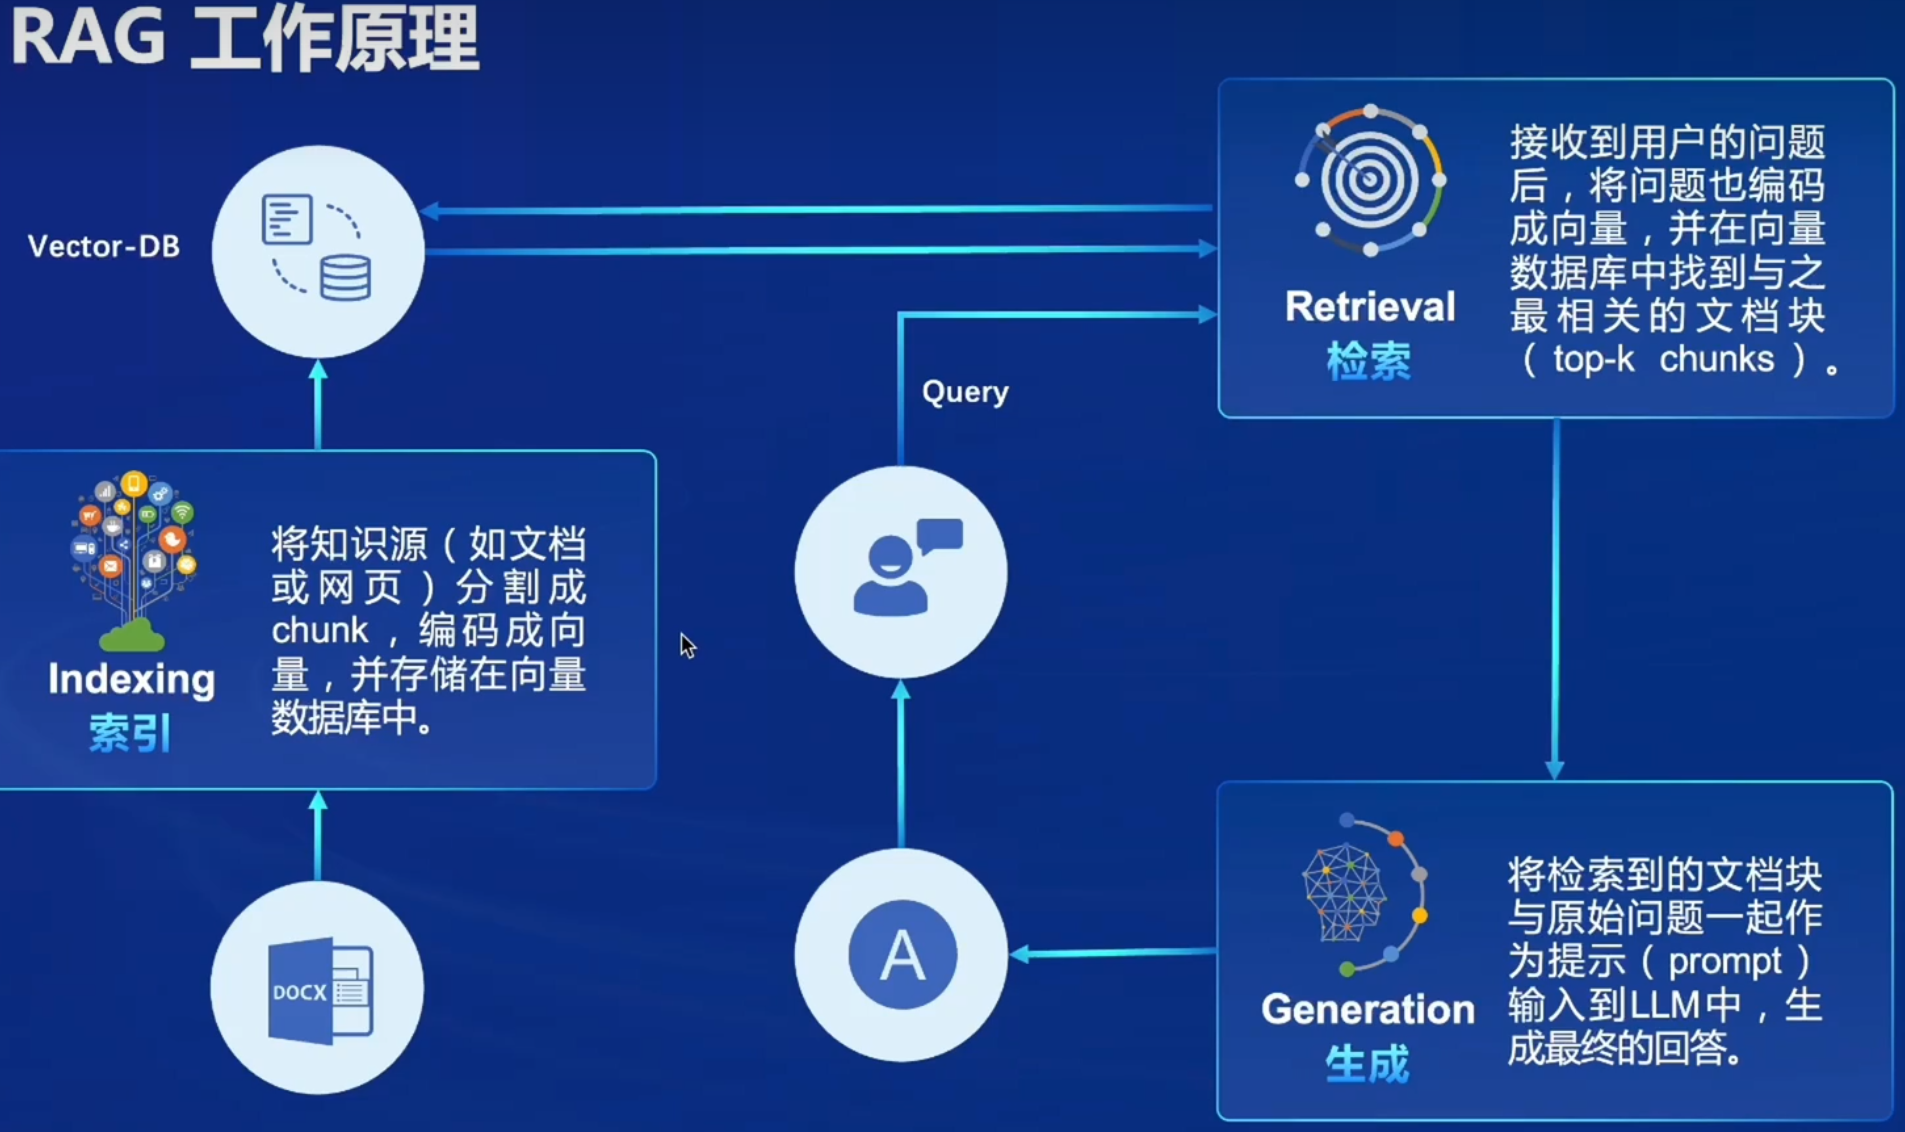 RAG 工作原理
Vector-DB
接收到用户的问题
后，将问题也编码
成向量，并在向量
数据库中找到与之
最相关的文档块
（top-k chunks）。
Retrieval
检索
Query
将知识源（如文档
或网页）分割成
chunk，编码成向
量，并存储在向量
数据库中。
Indexing
索引
DOCX
A
将检索到的文档块
与原始问题一起作
为提示（prompt）
输入到LLM中，生
成最终的回答。
Generation
生成